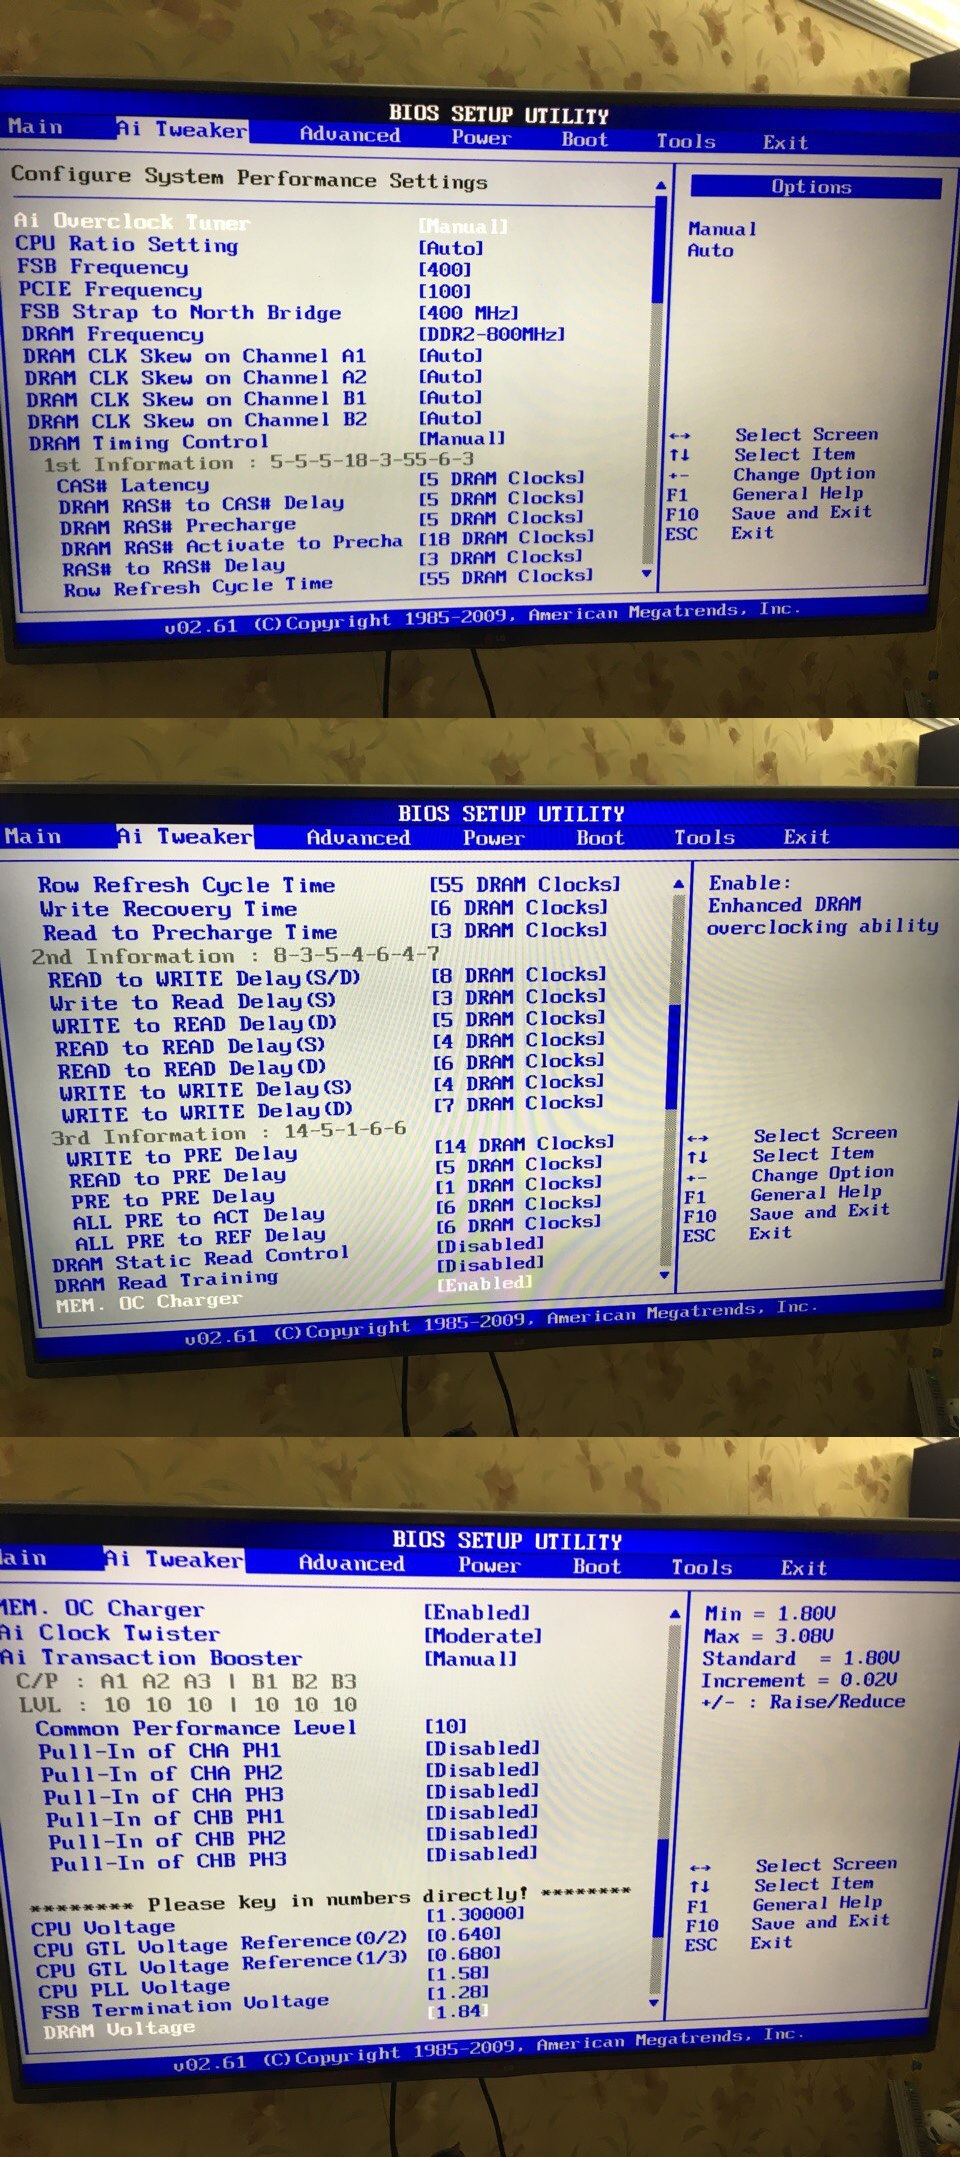 BIOS SETUP UTILITY
Main Ai Tweaker Advanced Power Boot Tools Exit
Configure System Performance Settings
Ai Overclock Tuner [Manual]
CPU Ratio Setting [Auto]
FSB Frequency [400]
PCIE Frequency [100]
FSB Strap to North Bridge [400 MHz]
DRAM Frequency [DDR2-800MHz]
DRAM CLK Skew on Channel A1 [Auto]
DRAM CLK Skew on Channel A2 [Auto]
DRAM CLK Skew on Channel B1 [Auto]
DRAM CLK Skew on Channel B2 [Auto]
DRAM Timing Control [Manual]
1st Information : 5-5-5-18-3-55-6-3
CAS# Latency [5 DRAM Clocks]
DRAM RAS# to CAS# Delay [5 DRAM Clocks]
DRAM RAS# Precharge [5 DRAM Clocks]
DRAM RAS# Activate to Precha [18 DRAM Clocks]
RAS# to RAS# Delay [3 DRAM Clocks]
Row Refresh Cycle Time [55 DRAM Clocks]
Options
Manual
Auto
←→ Select Screen
↑↓ Select Item
+- Change Option
F1 General Help
F10 Save and Exit
ESC Exit
v02.61 (C)Copyright 1985-2009, American Megatrends, Inc.
BIOS SETUP UTILITY
Main Ai Tweaker Advanced Power Boot Tools Exit
Row Refresh Cycle Time [55 DRAM Clocks]
Write Recovery Time [6 DRAM Clocks]
Read to Precharge Time [3 DRAM Clocks]
2nd Information : 8-3-5-4-6-4-7
READ to WRITE Delay(S/D) [8 DRAM Clocks]
Write to Read Delay(S) [3 DRAM Clocks]
WRITE to READ Delay(D) [5 DRAM Clocks]
READ to READ Delay(S) [4 DRAM Clocks]
READ to READ Delay(D) [6 DRAM Clocks]
WRITE to WRITE Delay(S) [4 DRAM Clocks]
WRITE to WRITE Delay(D) [7 DRAM Clocks]
3rd Information : 14-5-1-6-6
WRITE to PRE Delay [14 DRAM Clocks]
READ to PRE Delay [5 DRAM Clocks]
PRE to PRE Delay [1 DRAM Clocks]
ALL PRE to ACT Delay [6 DRAM Clocks]
ALL PRE to REF Delay [6 DRAM Clocks]
DRAM Static Read Control [Disabled]
DRAM Read Training [Disabled]
MEM. OC Charger [Enabled]
Enable:
Enhanced DRAM
overclocking ability
←→ Select Screen
↑↓ Select Item
+- Change Option
F1 General Help
F10 Save and Exit
ESC Exit
v02.61 (C)Copyright 1985-2009, American Megatrends, Inc.
BIOS SETUP UTILITY
ain Ai Tweaker Advanced Power Boot Tools Exit
MEM. OC Charger [Enabled]
Ai Clock Twister [Moderate]
Ai Transaction Booster [Manual]
C/P : A1 A2 A3 | B1 B2 B3
LVL : 10 10 10 | 10 10 10
Common Performance Level [10]
Pull-In of CHA PH1 [Disabled]
Pull-In of CHA PH2 [Disabled]
Pull-In of CHA PH3 [Disabled]
Pull-In of CHB PH1 [Disabled]
Pull-In of CHB PH2 [Disabled]
Pull-In of CHB PH3 [Disabled]
******** Please key in numbers directly! ********
CPU Voltage [1.30000]
CPU GTL Voltage Reference(0/2) [0.640]
CPU GTL Voltage Reference(1/3) [0.680]
CPU PLL Voltage [1.58]
FSB Termination Voltage [1.28]
DRAM Voltage [1.84]
Min = 1.80V
Max = 3.08V
Standard = 1.80V
Increment = 0.02V
+/- : Raise/Reduce
←→ Select Screen
↑↓ Select Item
F1 General Help
F10 Save and Exit
ESC Exit
v02.61 (C)Copyright 1985-2009, American Megatrends, Inc.